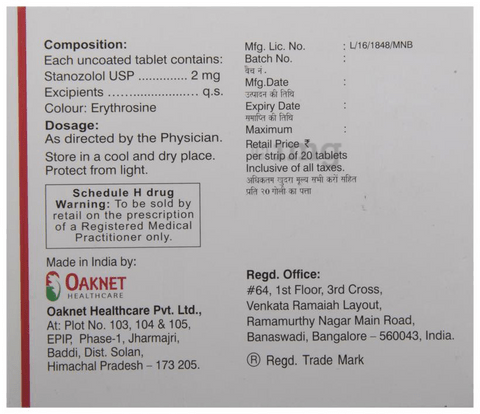 Composition:
Each uncoated tablet contains:
Stanozolol USP .............. 2 mg
Excipients ........................ q.s.
Colour: Erythrosine
Dosage:
As directed by the Physician.
Store in a cool and dry place.
Protect from light.
Schedule H drug
Warning: To be sold by
retail on the prescription
of a Registered Medical
Practitioner only.
Made in India by:
OAKNET
HEALTHCARE
Oaknet Healthcare Pvt. Ltd.,
At: Plot No. 103, 104 & 105,
EPIP, Phase-1, Jharmajri,
Baddi, Dist. Solan,
Himachal Pradesh – 173 205.
Mfg. Lic. No. : L/16/1848/MNB
Batch No. :
बैच नं.
Mfg.Date :
उत्पादन की तिथि
Expiry Date :
समाप्ति की तिथि
Maximum :
Retail Price ₹
per strip of 20 tablets
Inclusive of all taxes.
अधिकतम खुदरा मूल्य सभी करों सहित
प्रति २० गोली का पत्ता
Regd. Office:
#64, 1st Floor, 3rd Cross,
Venkata Ramaiah Layout,
Ramamurthy Nagar Main Road,
Banaswadi, Bangalore – 560043, India.
® Regd. Trade Mark